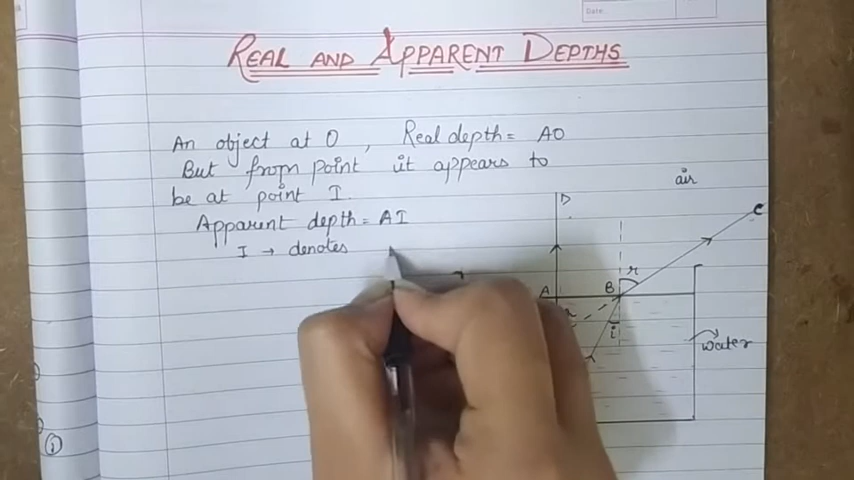 Date
REAL AND APPARENT DEPTHS
An object at O, Real depth = AO
But from point it appears to
be at point I.
Apparent depth = AI
I → denotes
air
D
C
r
A
B
r
i
water
i